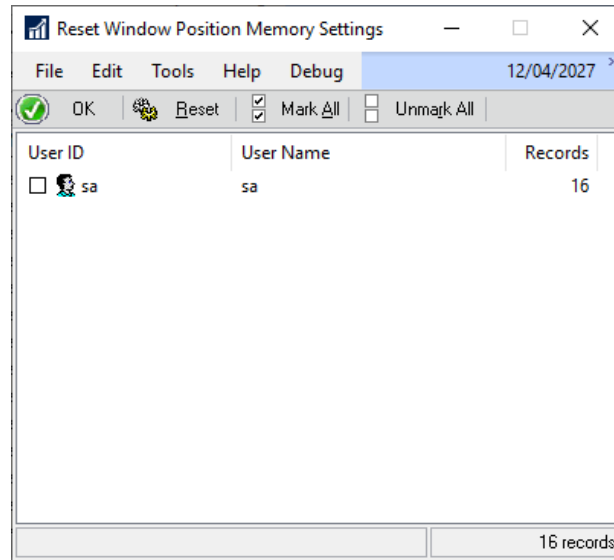 Reset Window Position Memory Settings
File Edit Tools Help Debug 12/04/2027
OK Reset Mark All Unmark All
User ID User Name Records
sa sa 16
16 records